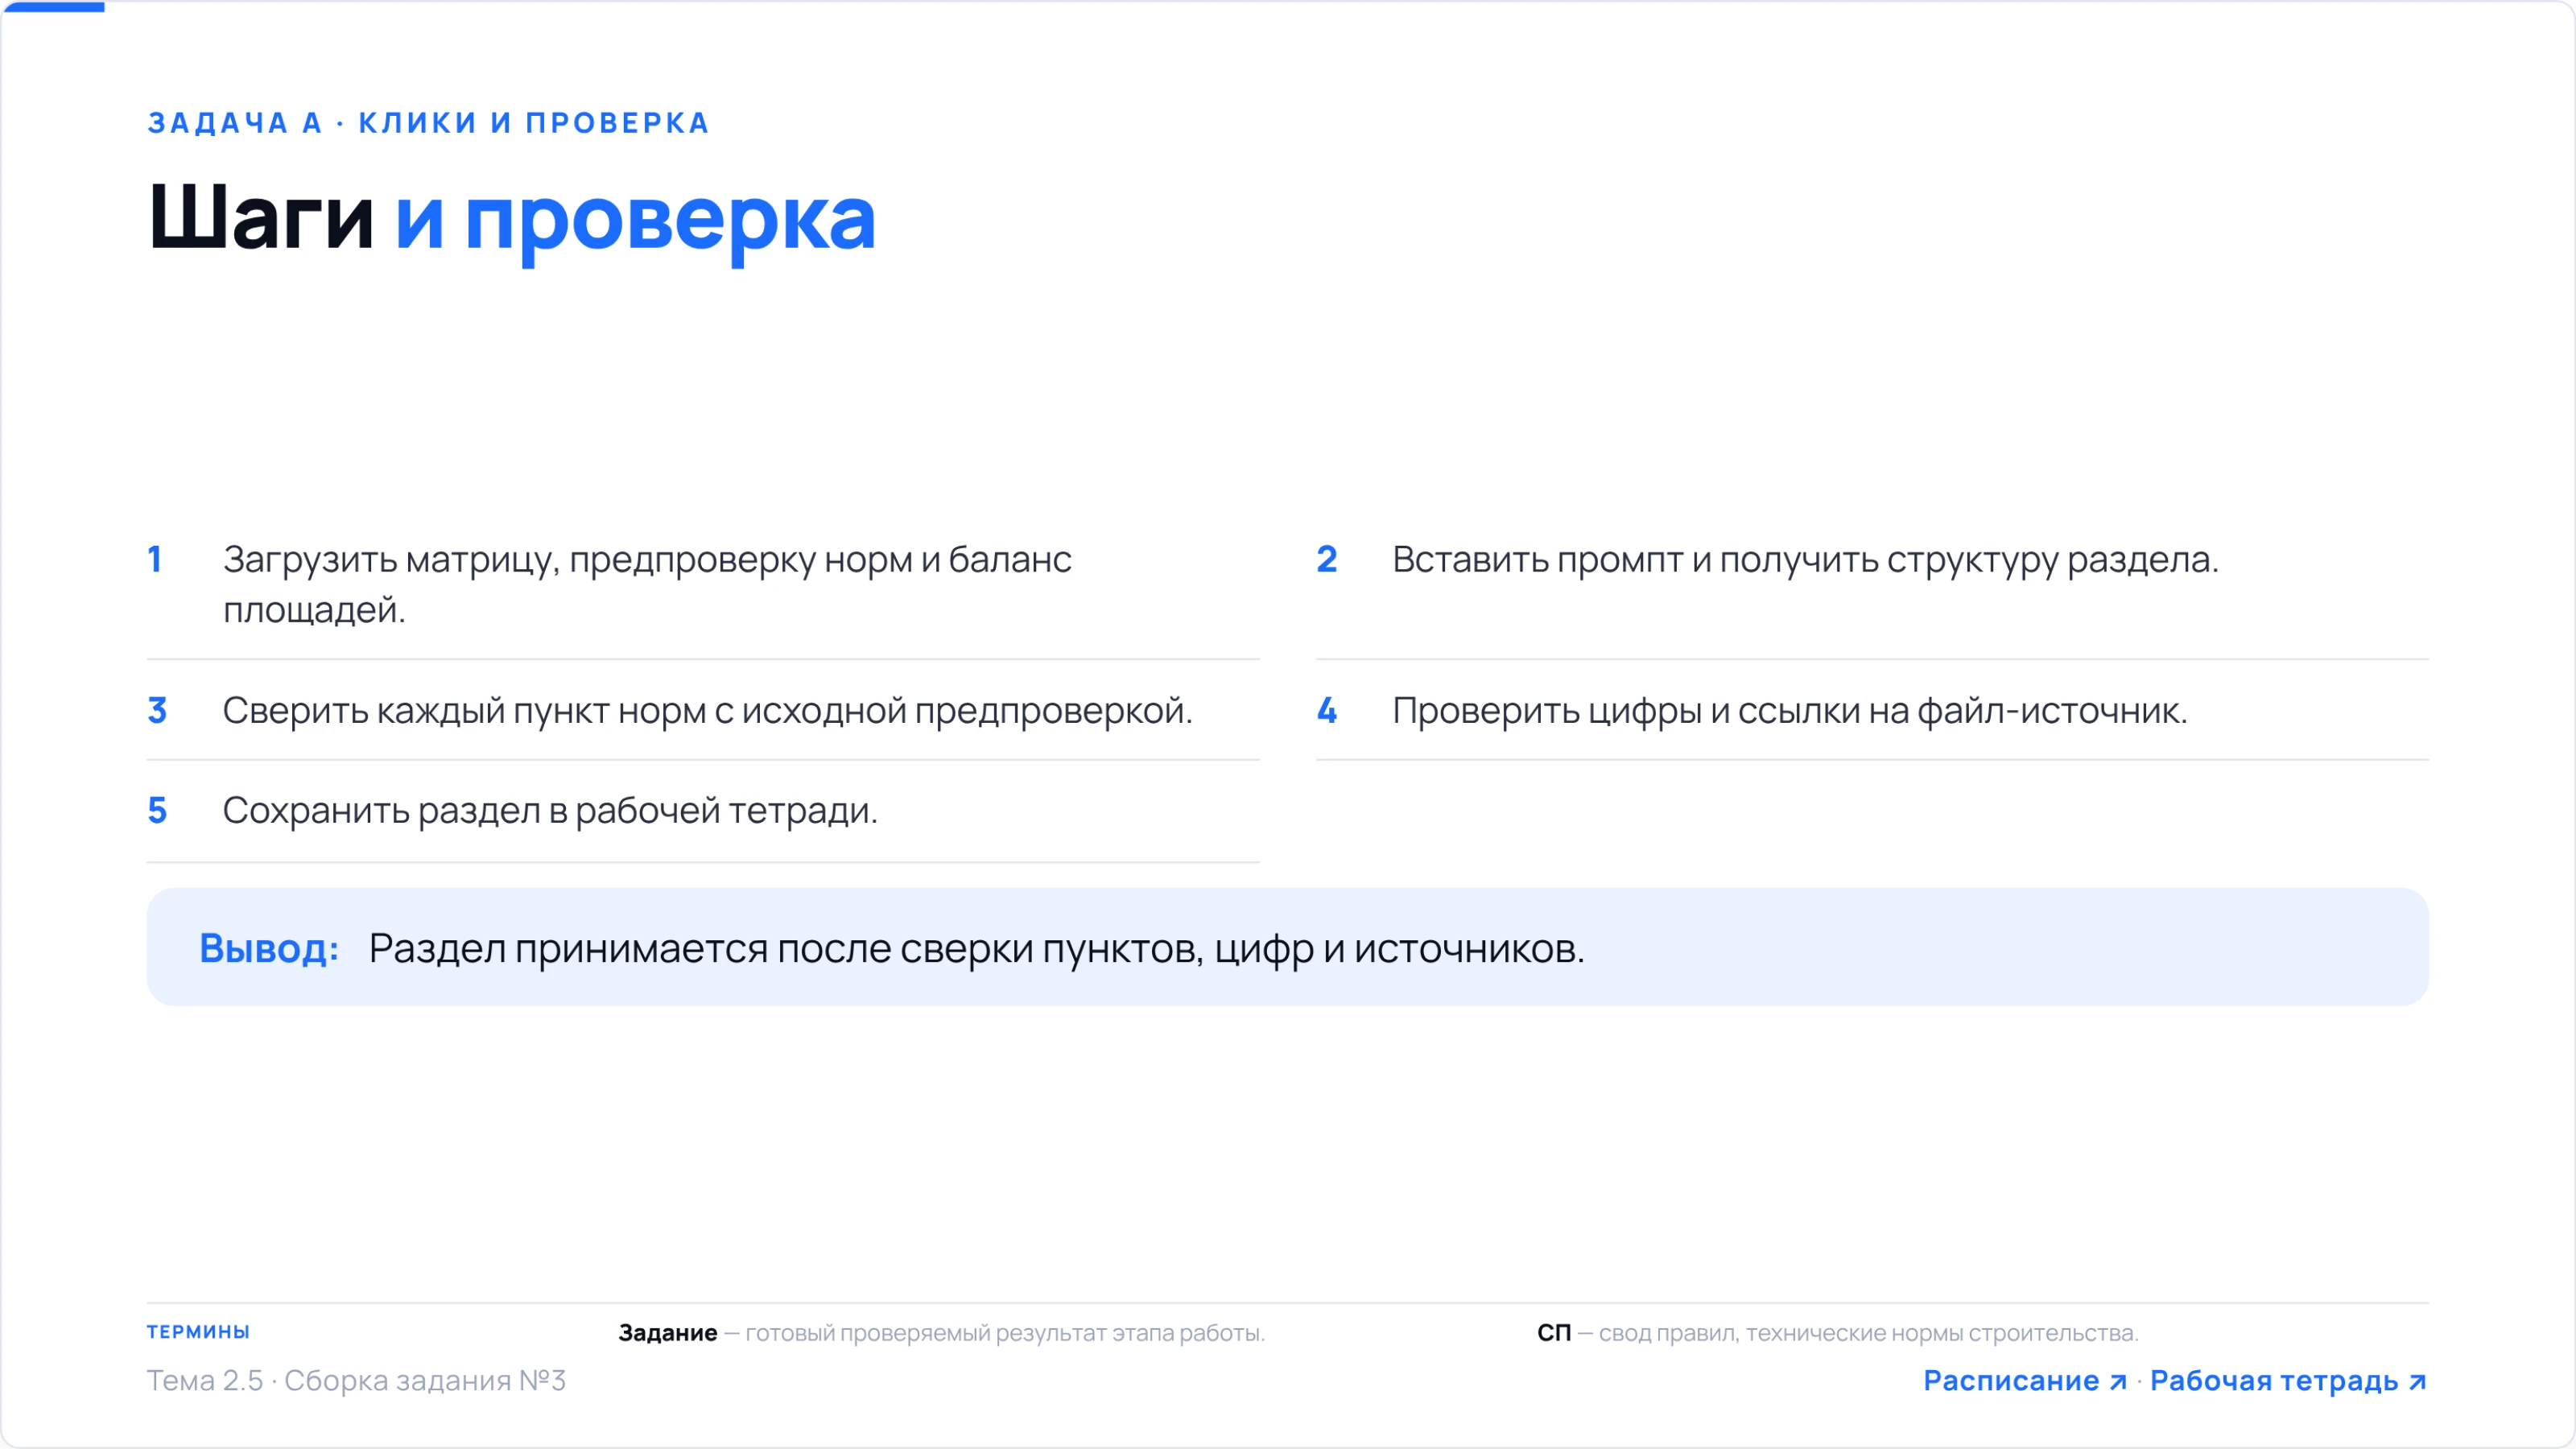 ЗАДАЧА А · КЛИКИ И ПРОВЕРКА
Шаги и проверка
1 Загрузить матрицу, предпроверку норм и баланс
площадей.
2 Вставить промпт и получить структуру раздела.
3 Сверить каждый пункт норм с исходной предпроверкой.
4 Проверить цифры и ссылки на файл-источник.
5 Сохранить раздел в рабочей тетради.
Вывод: Раздел принимается после сверки пунктов, цифр и источников.
ТЕРМИНЫ
Задание — готовый проверяемый результат этапа работы.
СП — свод правил, технические нормы строительства.
Тема 2.5 · Сборка задания №3
Расписание ↗ · Рабочая тетрадь ↗